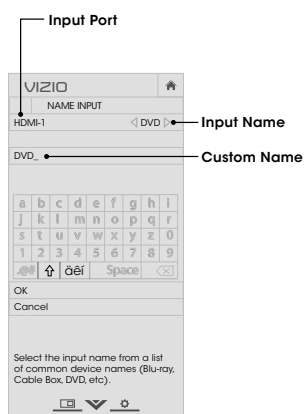 Input Port
VIZIO
NAME INPUT
HDMI-1 DVD
Input Name
DVD_
Custom Name
a b c d e f g h i
j k l m n o p q r
s t u v w x y z 0
1 2 3 4 5 6 7 8 9
.@# äêí Space
OK
Cancel
Select the input name from a list
of common device names (Blu-ray,
Cable Box, DVD, etc).